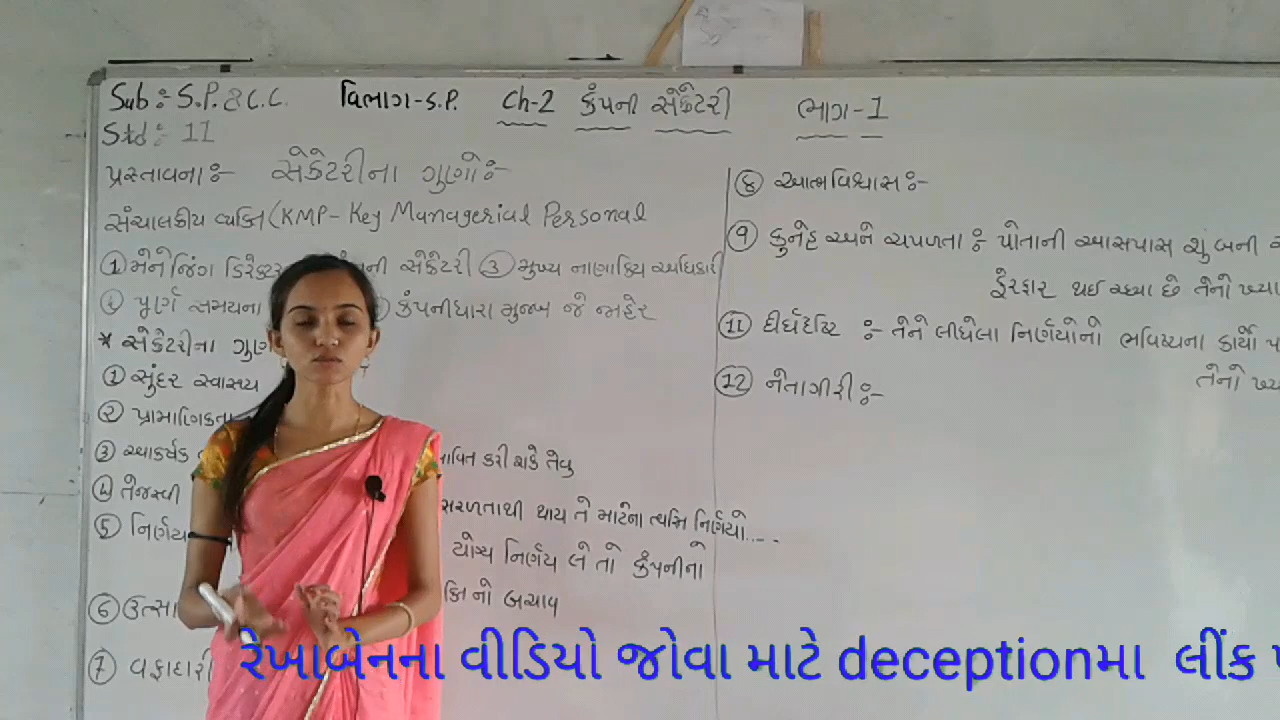 Sub : S.P. & C.C. વિભાગ-S.P. Ch-2 કંપની સેક્રેટરી ભાગ-1
Std : 11
પ્રસ્તાવના :- સેક્રેટરીના ગુણો :-
સંચાલકીય વ્યક્તિ (KMP - Key Managerial Personal
① મેનેજિંગ ડિરેક્ટર સેક્રેટરી ③ મુખ્ય નાણાકિય અધિકારી
④ પૂર્ણ સમયના કંપનીધારા મુજબ જે જાહેર
* સેક્રેટરીના
① સુંદર સ્વાસ્થ્ય
② પ્રામાણિકતા
③ આકર્ષક કરી શકે તેવુ
④ તેજસ્વી સરળતાથી થાય તે માટેના ત્વરિત નિર્ણયો.....
⑤ નિર્ણય યોગ્ય નિર્ણય લે તો કંપનીનો
⑥ નો બચાવ
⑦ વફાદારી
⑧ આત્મવિશ્વાસ :-
⑨ કુનેહ અને ચપળતા :- પોતાની આસપાસ શું બની
ફેરફાર થઈ રહ્યા છે તેનો
⑪ દીર્ઘદ્રષ્ટિ :- તેને લીધેલા નિર્ણયોનો ભવિષ્યના કાર્યો
તેનો
⑫ નેતાગીરી :-
રેખાબેનના વીડિયો જોવા માટે deceptionમા લીંક